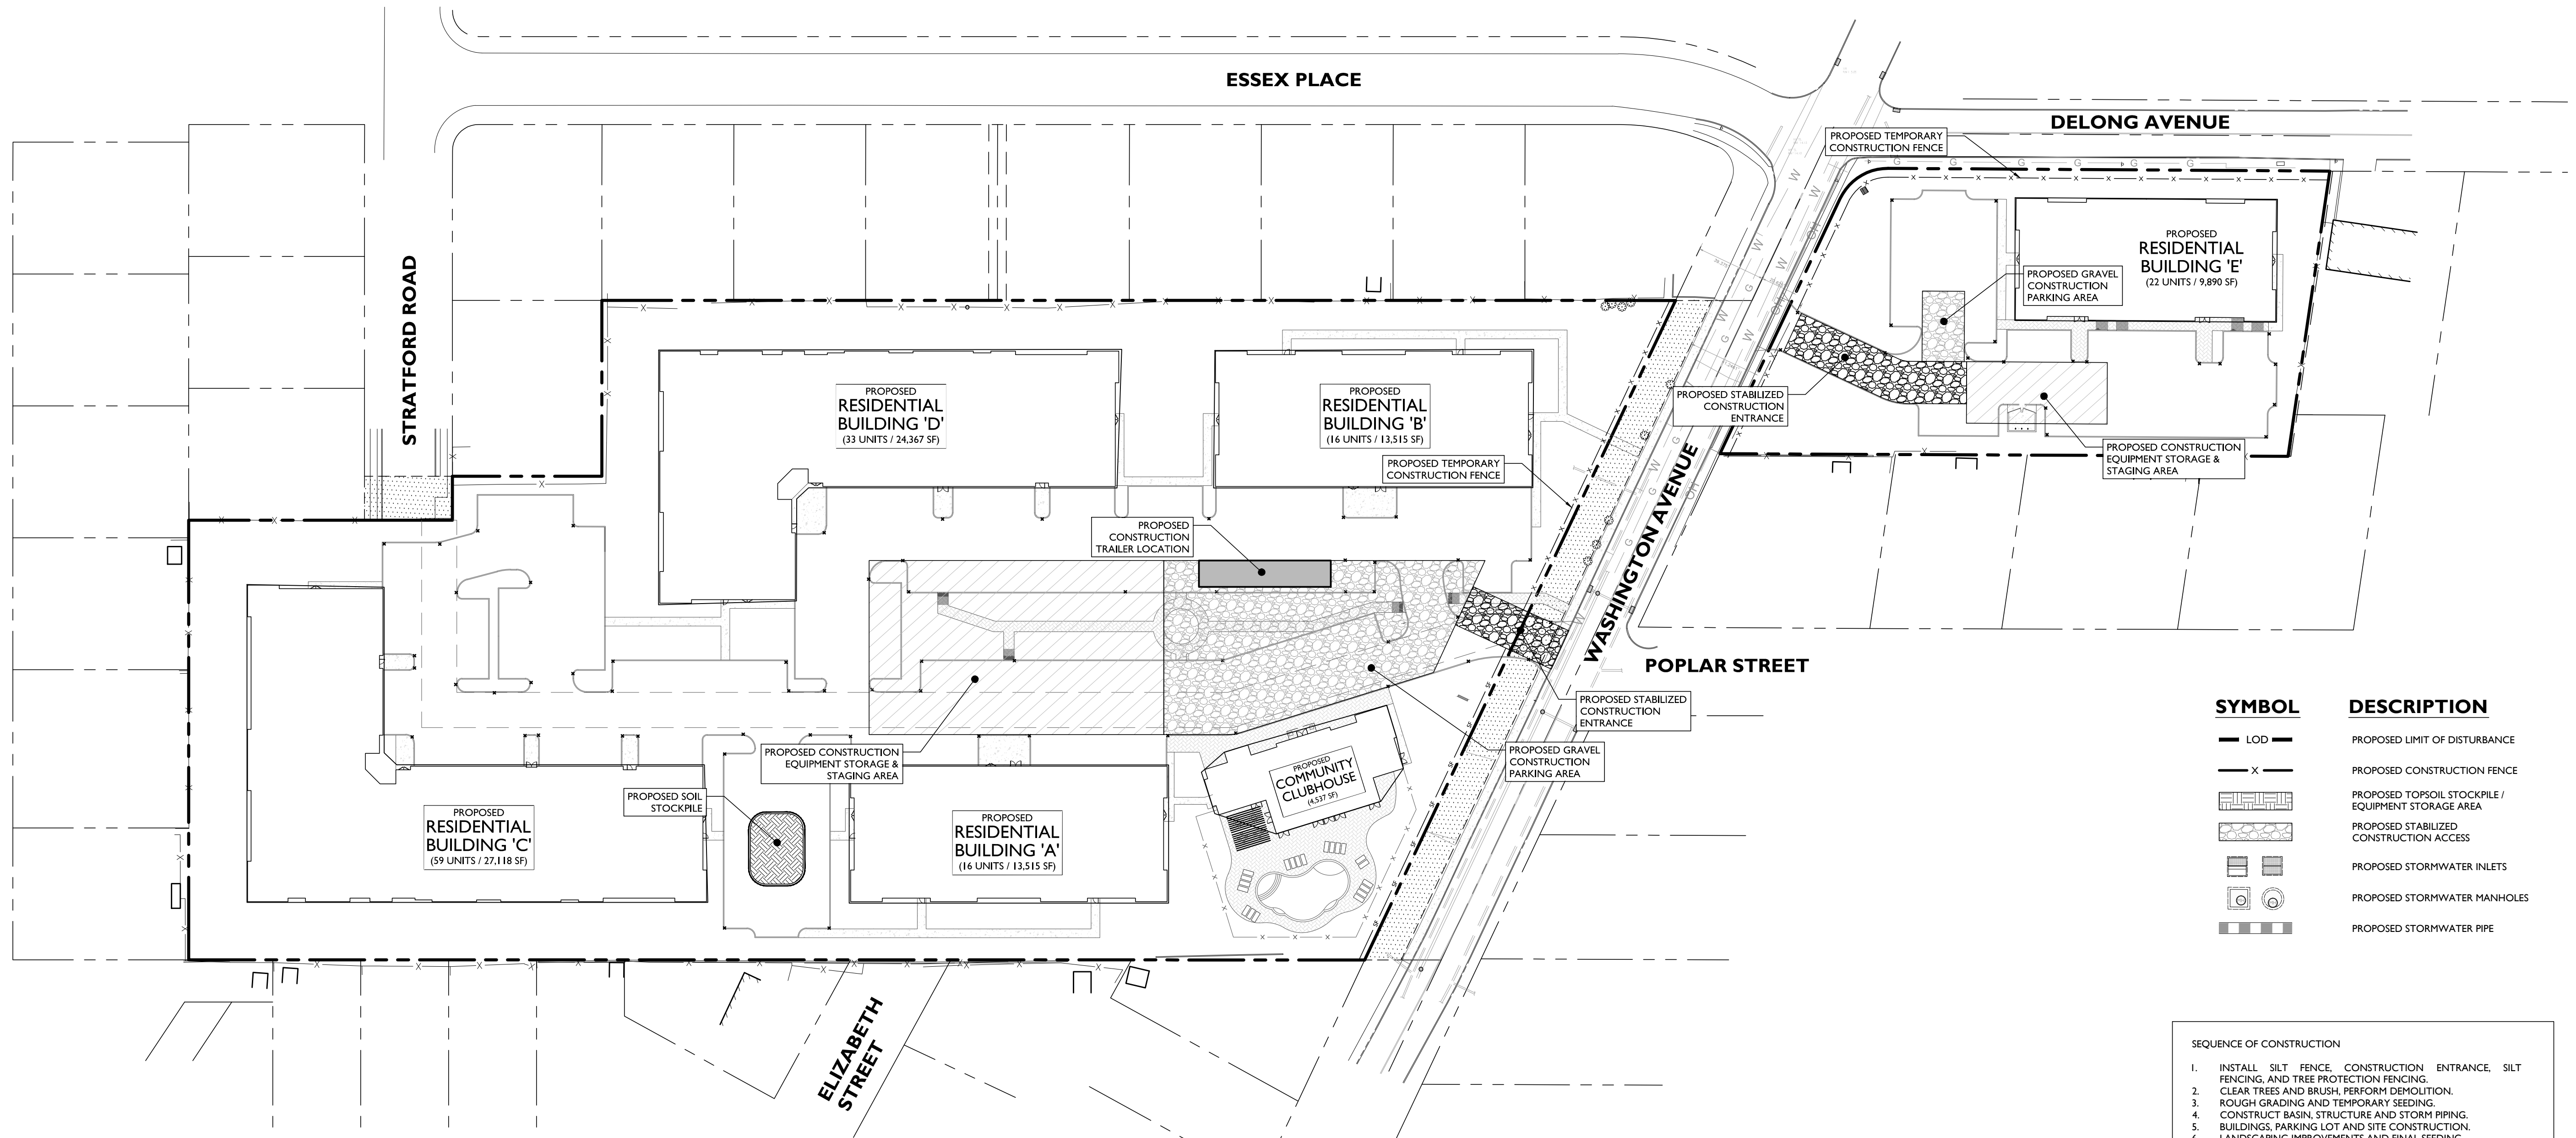 ESSEX PLACE
DELONG AVENUE
PROPOSED TEMPORARY
CONSTRUCTION FENCE
STRATFORD ROAD
PROPOSED
RESIDENTIAL
BUILDING 'E'
(22 UNITS / 9,890 SF)
PROPOSED GRAVEL
CONSTRUCTION
PARKING AREA
PROPOSED STABILIZED
CONSTRUCTION
ENTRANCE
PROPOSED CONSTRUCTION
EQUIPMENT STORAGE &
STAGING AREA
PROPOSED
RESIDENTIAL
BUILDING 'D'
(33 UNITS / 24,367 SF)
PROPOSED
RESIDENTIAL
BUILDING 'B'
(16 UNITS / 13,515 SF)
PROPOSED TEMPORARY
CONSTRUCTION FENCE
PROPOSED
CONSTRUCTION
TRAILER LOCATION
WASHINGTON AVENUE
POPLAR STREET
PROPOSED STABILIZED
CONSTRUCTION
ENTRANCE
PROPOSED GRAVEL
CONSTRUCTION
PARKING AREA
PROPOSED CONSTRUCTION
EQUIPMENT STORAGE &
STAGING AREA
PROPOSED SOIL
STOCKPILE
PROPOSED
RESIDENTIAL
BUILDING 'C'
(59 UNITS / 27,118 SF)
PROPOSED
RESIDENTIAL
BUILDING 'A'
(16 UNITS / 13,515 SF)
PROPOSED
COMMUNITY
CLUBHOUSE
(4,537 SF)
ELIZABETH
STREET
SYMBOL DESCRIPTION
LOD PROPOSED LIMIT OF DISTURBANCE
X PROPOSED CONSTRUCTION FENCE
PROPOSED TOPSOIL STOCKPILE /
EQUIPMENT STORAGE AREA
PROPOSED STABILIZED
CONSTRUCTION ACCESS
PROPOSED STORMWATER INLETS
PROPOSED STORMWATER MANHOLES
PROPOSED STORMWATER PIPE
SEQUENCE OF CONSTRUCTION
1. INSTALL SILT FENCE, CONSTRUCTION ENTRANCE, SILT
FENCING, AND TREE PROTECTION FENCING.
2. CLEAR TREES AND BRUSH, PERFORM DEMOLITION.
3. ROUGH GRADING AND TEMPORARY SEEDING.
4. CONSTRUCT BASIN, STRUCTURE AND STORM PIPING.
5. BUILDINGS, PARKING LOT AND SITE CONSTRUCTION.
6. LANDSCAPING IMPROVEMENTS AND FINAL SEEDING.